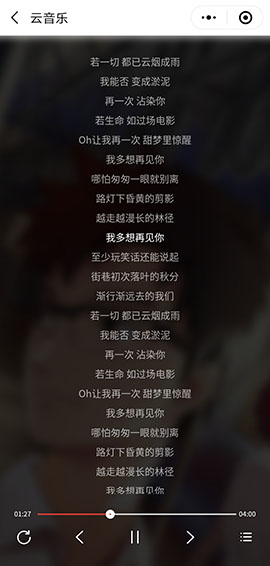 云音乐
若一切 都已云烟成雨
我能否 变成淤泥
再一次 沾染你
若生命 如过场电影
Oh让我再一次 甜梦里惊醒
我多想再见你
哪怕匆匆一眼就别离
路灯下昏黄的剪影
越走越漫长的林径
我多想再见你
至少玩笑话还能说起
街巷初次落叶的秋分
渐行渐远去的我们
若一切 都已云烟成雨
我能否 变成淤泥
再一次 沾染你
若生命 如过场电影
Oh让我再一次 甜梦里惊醒
我多想再见你
哪怕匆匆一眼就别离
路灯下昏黄的剪影
越走越漫长的林径
我多想再见你
01:27
04:00